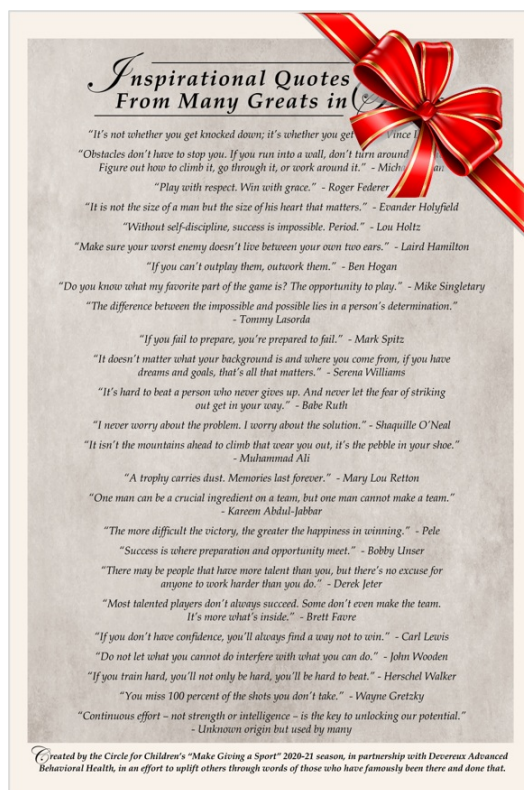 Inspirational Quotes
From Many Greats in
“It’s not whether you get knocked down; it’s whether you get
“Obstacles don’t have to stop you. If you run into a wall, don’t turn around
Figure out how to climb it, go through it, or work around it.” - Mich
“Play with respect. Win with grace.” - Roger Federer
“It is not the size of a man but the size of his heart that matters.” - Evander Holyfield
“Without self-discipline, success is impossible. Period.” - Lou Holtz
“Make sure your worst enemy doesn’t live between your own two ears.” - Laird Hamilton
“If you can’t outplay them, outwork them.” - Ben Hogan
“Do you know what my favorite part of the game is? The opportunity to play.” - Mike Singletary
“The difference between the impossible and possible lies in a person’s determination.”
- Tommy Lasorda
“If you fail to prepare, you’re prepared to fail.” - Mark Spitz
“It doesn’t matter what your background is and where you come from, if you have
dreams and goals, that’s all that matters.” - Serena Williams
“It’s hard to beat a person who never gives up. And never let the fear of striking
out get in your way.” - Babe Ruth
“I never worry about the problem. I worry about the solution.” - Shaquille O’Neal
“It isn’t the mountains ahead to climb that wear you out, it’s the pebble in your shoe.”
- Muhammad Ali
“A trophy carries dust. Memories last forever.” - Mary Lou Retton
“One man can be a crucial ingredient on a team, but one man cannot make a team.”
- Kareem Abdul-Jabbar
“The more difficult the victory, the greater the happiness in winning.” - Pele
“Success is where preparation and opportunity meet.” - Bobby Unser
“There may be people that have more talent than you, but there’s no excuse for
anyone to work harder than you do.” - Derek Jeter
“Most talented players don’t always succeed. Some don’t even make the team.
It’s more what’s inside.” - Brett Favre
“If you don’t have confidence, you’ll always find a way not to win.” - Carl Lewis
“Do not let what you cannot do interfere with what you can do.” - John Wooden
“If you train hard, you’ll not only be hard, you’ll be hard to beat.” - Herschel Walker
“You miss 100 percent of the shots you don’t take.” - Wayne Gretzky
“Continuous effort – not strength or intelligence – is the key to unlocking our potential.”
- Unknown origin but used by many
Created by the Circle for Children’s “Make Giving a Sport” 2020-21 season, in partnership with Devereux Advanced
Behavioral Health, in an effort to uplift others through words of those who have famously been there and done that.